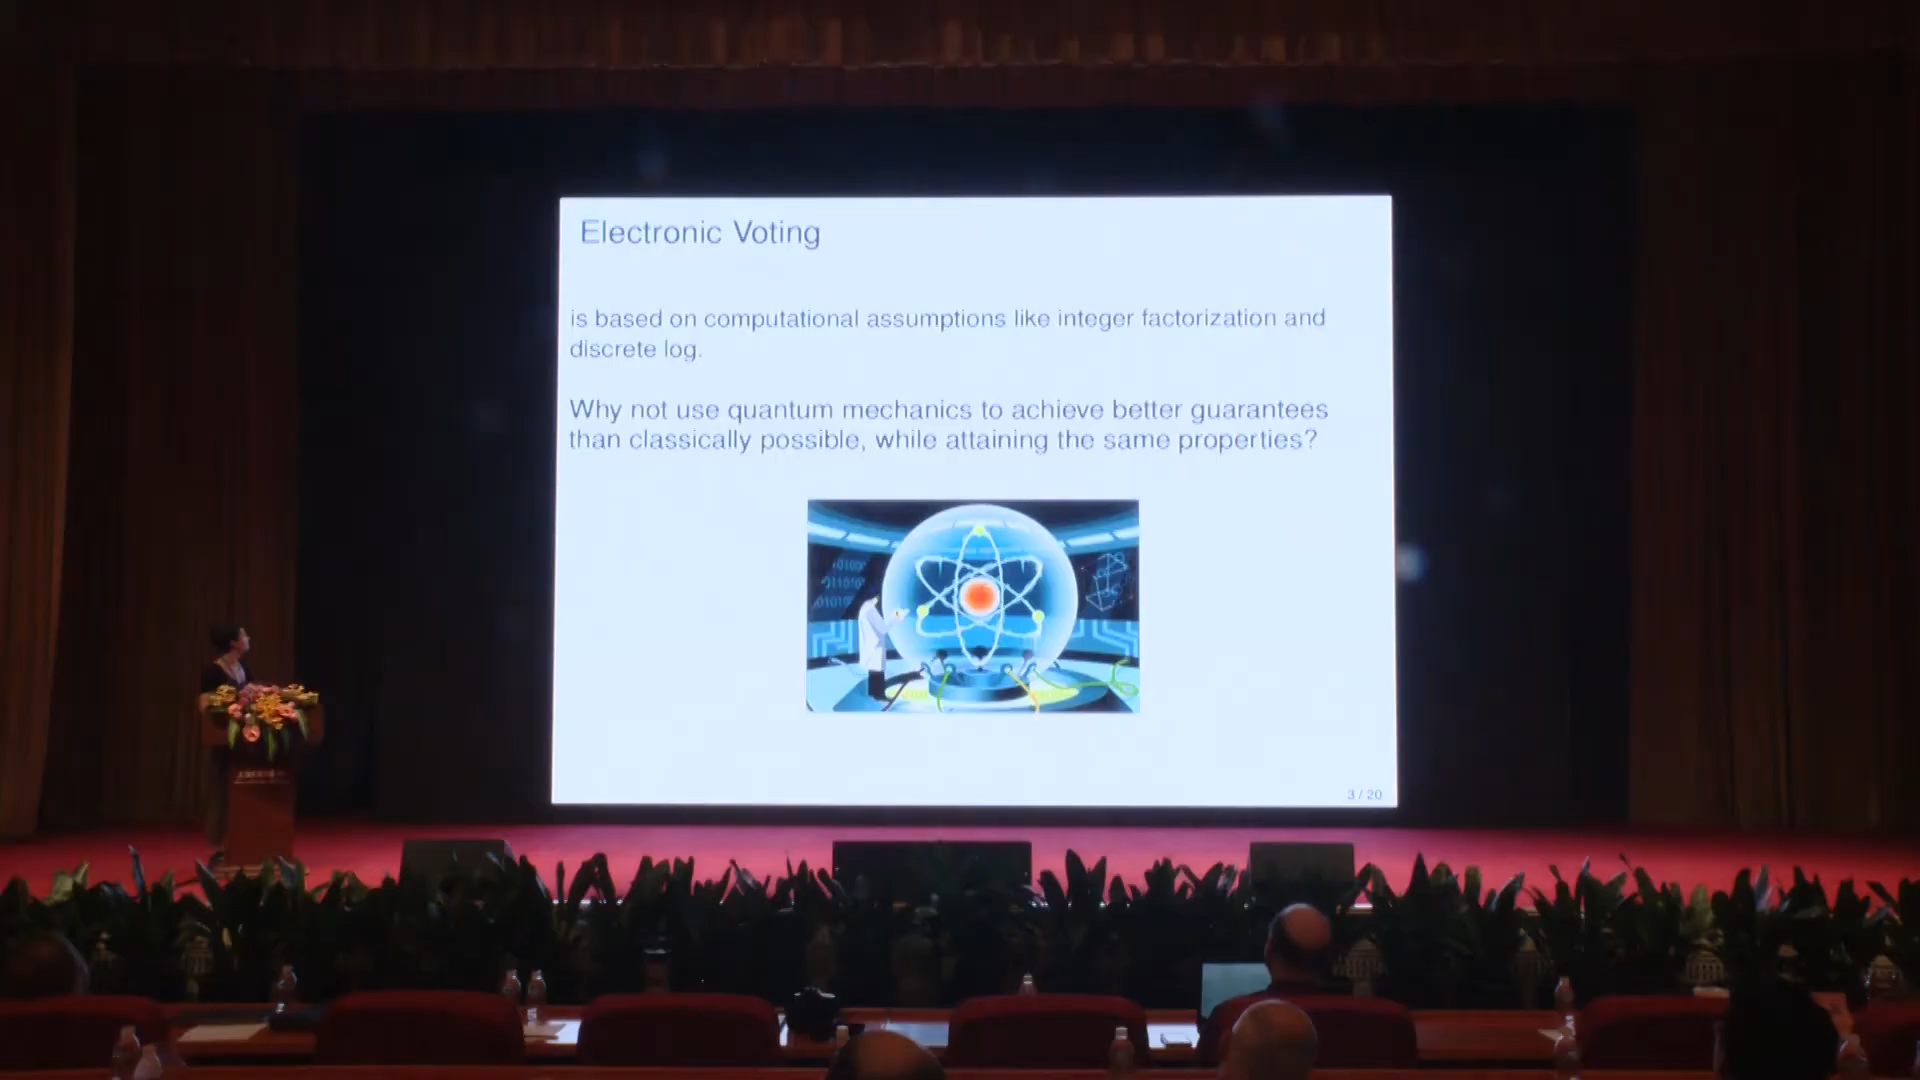 Electronic Voting
is based on computational assumptions like integer factorization and
discrete log.
Why not use quantum mechanics to achieve better guarantees
than classically possible, while attaining the same properties?
3 / 20